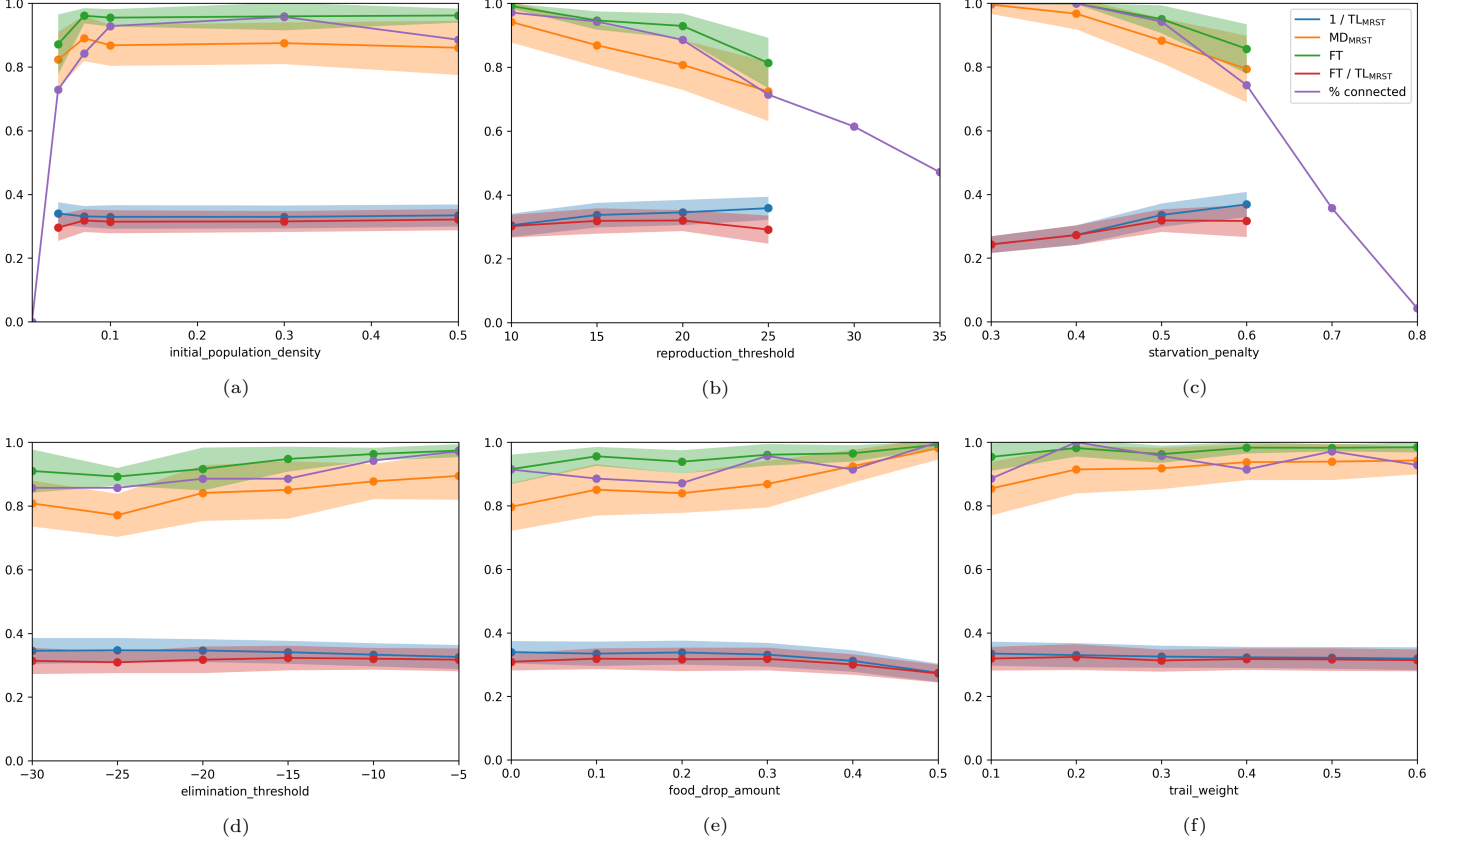 1.0
0.8
0.6
0.4
0.2
0.0
0.1 0.2 0.3 0.4 0.5
initial_population_density
(a)
1.0
0.8
0.6
0.4
0.2
0.0
10 15 20 25 30 35
reproduction_threshold
(b)
1.0
0.8
0.6
0.4
0.2
0.0
0.3 0.4 0.5 0.6 0.7 0.8
starvation_penalty
1 / TL_MRST
MD_MRST
FT
FT / TL_MRST
% connected
(c)
1.0
0.8
0.6
0.4
0.2
0.0
−30 −25 −20 −15 −10 −5
elimination_threshold
(d)
1.0
0.8
0.6
0.4
0.2
0.0
0.0 0.1 0.2 0.3 0.4 0.5
food_drop_amount
(e)
1.0
0.8
0.6
0.4
0.2
0.0
0.1 0.2 0.3 0.4 0.5 0.6
trail_weight
(f)